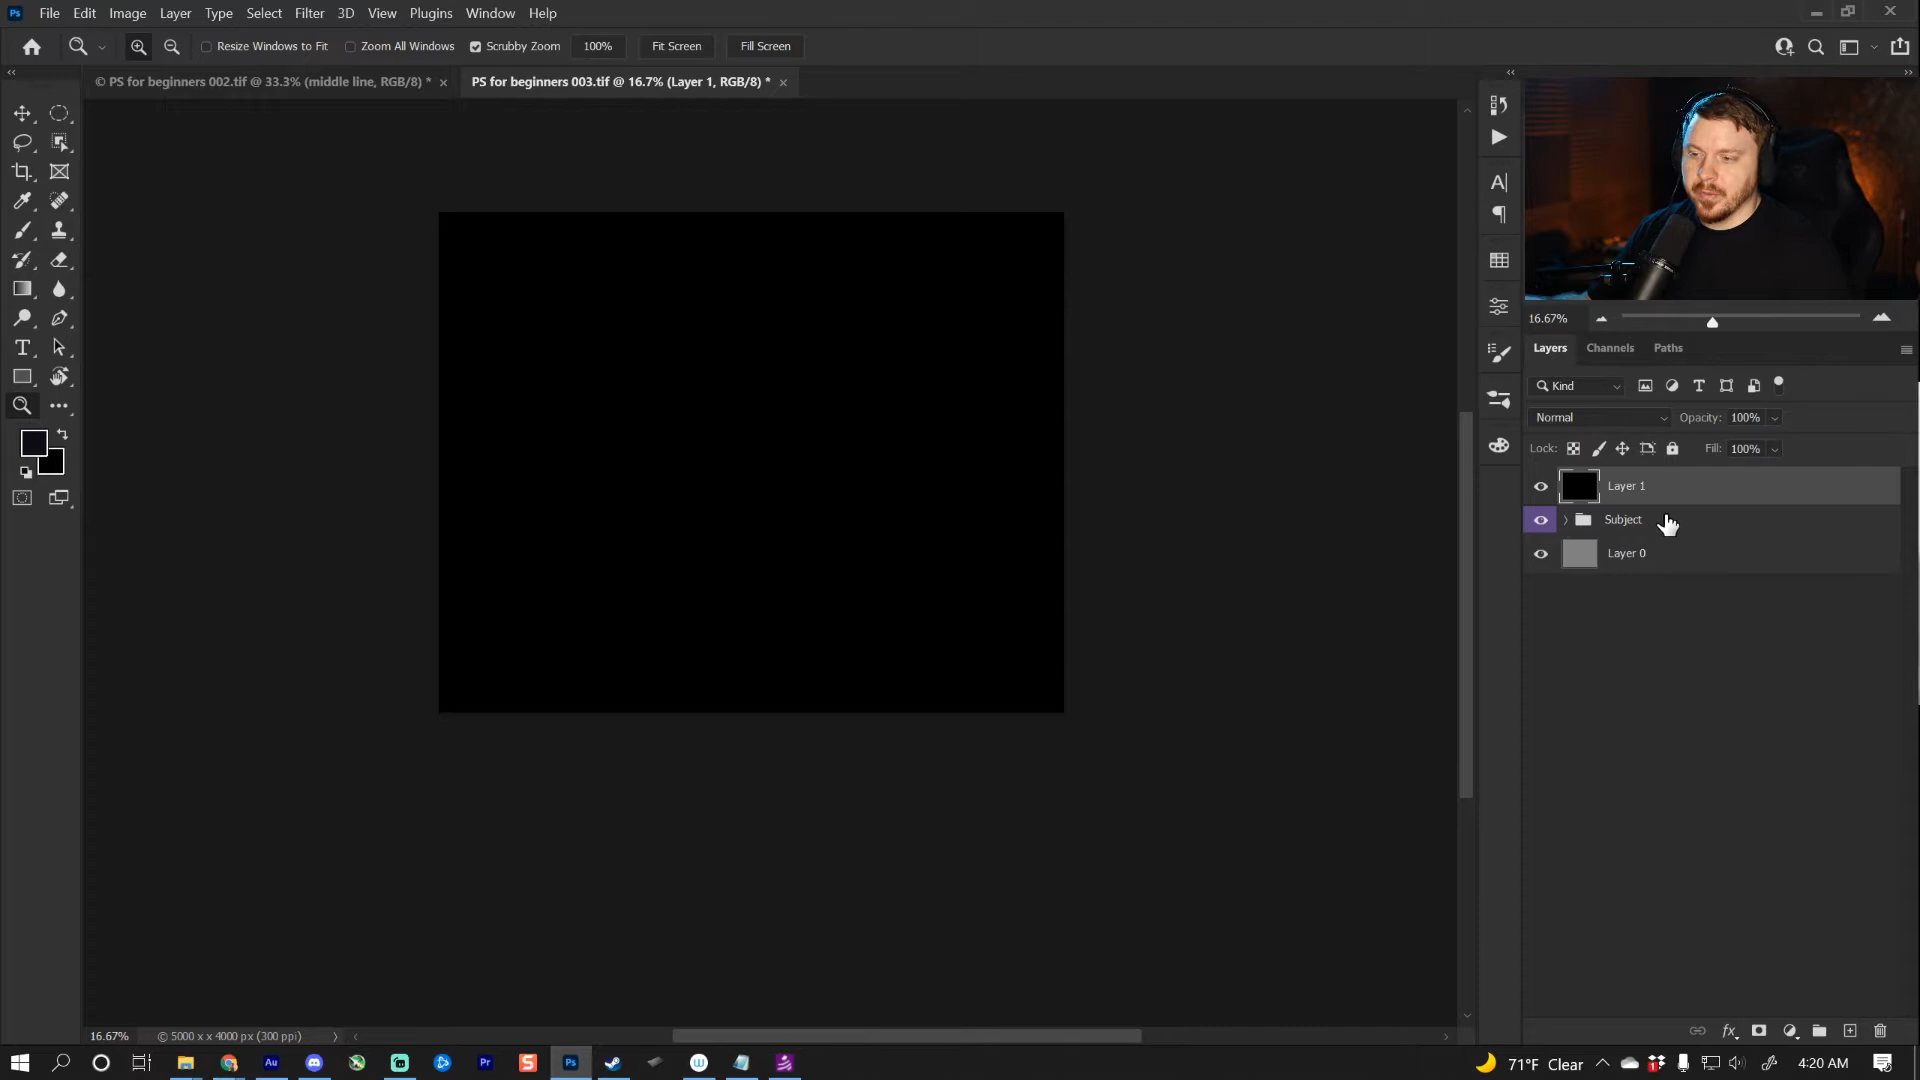 Ps File Edit Image Layer Type Select Filter 3D View Plugins Window Help
Resize Windows to Fit Zoom All Windows Scrubby Zoom 100% Fit Screen Fill Screen
© PS for beginners 002.tif @ 33.3% (middle line, RGB/8) * × PS for beginners 003.tif @ 16.7% (Layer 1, RGB/8) * ×
16.67%
Layers Channels Paths
Kind
Normal Opacity: 100%
Lock: Fill: 100%
Layer 1
Subject
Layer 0
16.67% © 5000 x x 4000 px (300 ppi)
Au Pr S Ps W 71°F Clear 4:20 AM